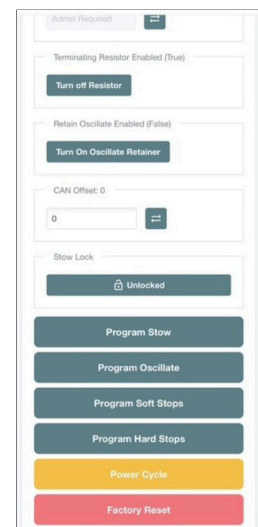 Admin Required
Terminating Resistor Enabled (True)
Turn off Resistor
Retain Oscillate Enabled (False)
Turn On Oscillate Retainer
CAN Offset: 0
0
Stow Lock
Unlocked
Program Stow
Program Oscillate
Program Soft Stops
Program Hard Stops
Power Cycle
Factory Reset